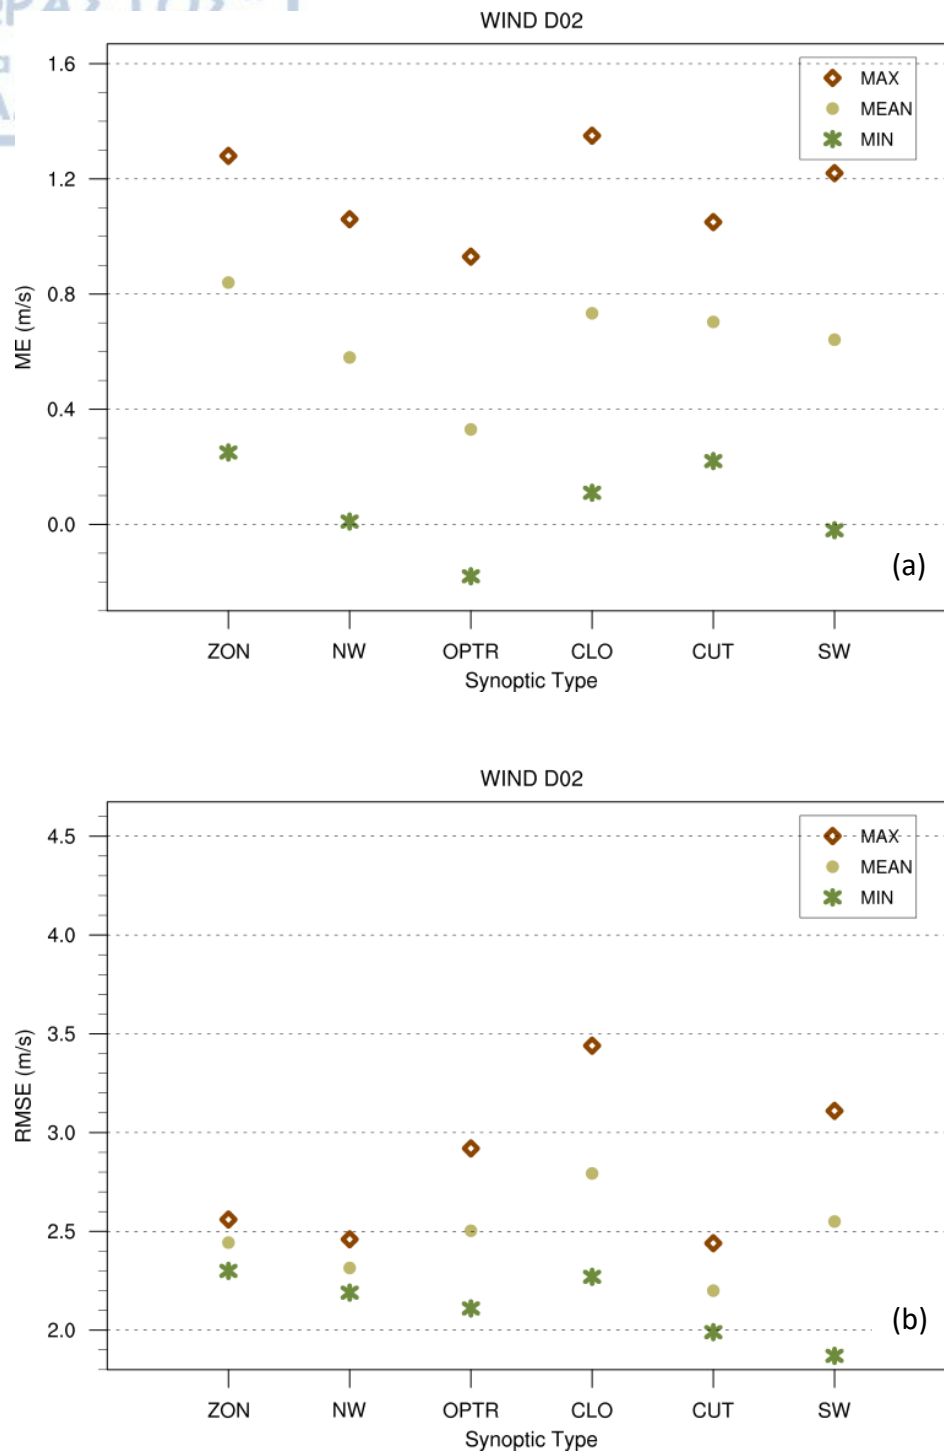 WIND D02
1.6
MAX
MEAN
MIN
1.2
0.8
ME (m/s)
0.4
0.0
(a)
ZON NW OPTR CLO CUT SW
Synoptic Type
WIND D02
4.5
MAX
MEAN
MIN
4.0
3.5
RMSE (m/s)
3.0
2.5
2.0
(b)
ZON NW OPTR CLO CUT SW
Synoptic Type